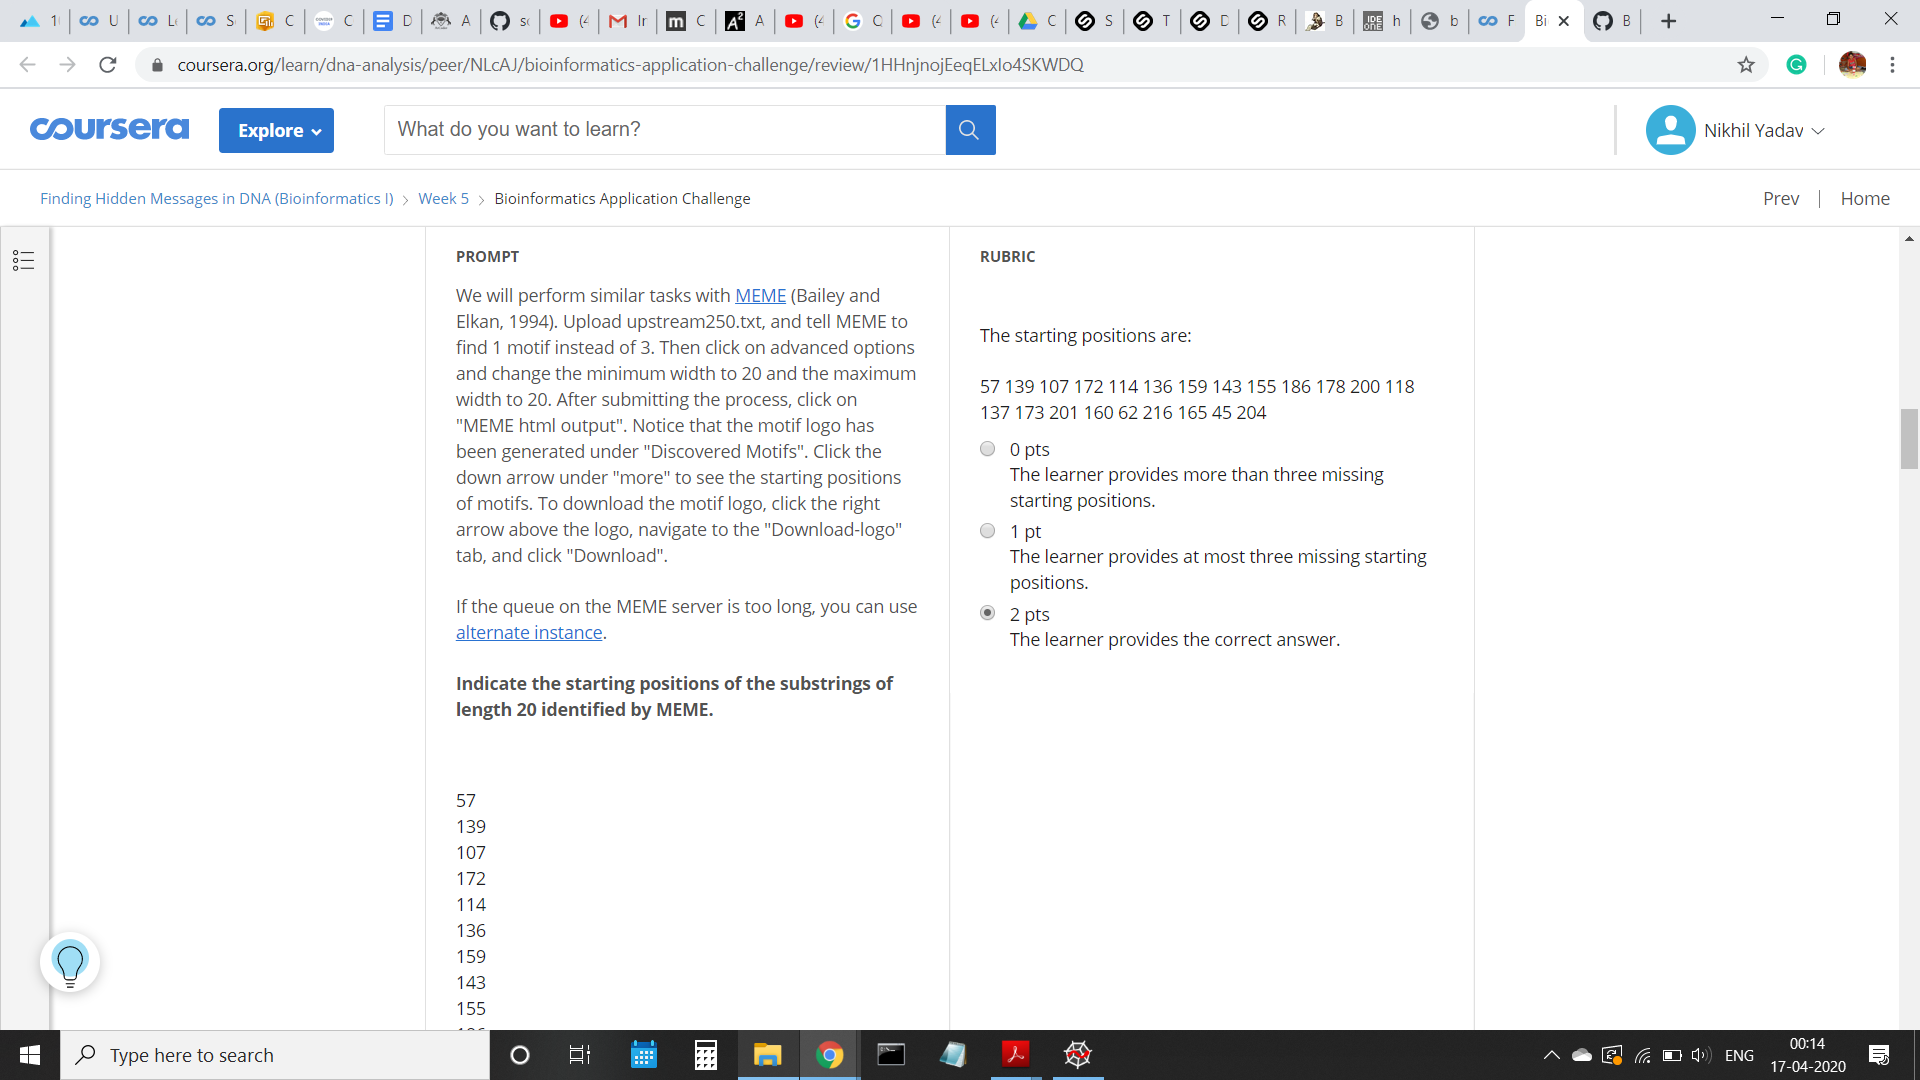 coursera.org/learn/dna-analysis/peer/NLcAJ/bioinformatics-application-challenge/review/1HHnjnojEeqELxIo4SKWDQ
coursera
Explore
What do you want to learn?
Nikhil Yadav
Finding Hidden Messages in DNA (Bioinformatics I) > Week 5 > Bioinformatics Application Challenge
Prev | Home
PROMPT
We will perform similar tasks with MEME (Bailey and
Elkan, 1994). Upload upstream250.txt, and tell MEME to
find 1 motif instead of 3. Then click on advanced options
and change the minimum width to 20 and the maximum
width to 20. After submitting the process, click on
"MEME html output". Notice that the motif logo has
been generated under "Discovered Motifs". Click the
down arrow under "more" to see the starting positions
of motifs. To download the motif logo, click the right
arrow above the logo, navigate to the "Download-logo"
tab, and click "Download".
If the queue on the MEME server is too long, you can use
alternate instance.
Indicate the starting positions of the substrings of
length 20 identified by MEME.
57
139
107
172
114
136
159
143
155
RUBRIC
The starting positions are:
57 139 107 172 114 136 159 143 155 186 178 200 118
137 173 201 160 62 216 165 45 204
0 pts
The learner provides more than three missing
starting positions.
1 pt
The learner provides at most three missing starting
positions.
2 pts
The learner provides the correct answer.
Type here to search
ENG
00:14
17-04-2020